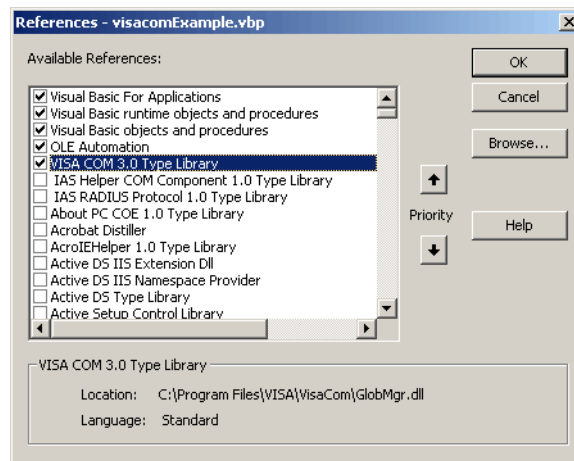 References - visacomExample.vbp
Available References:
Visual Basic For Applications
Visual Basic runtime objects and procedures
Visual Basic objects and procedures
OLE Automation
VISA COM 3.0 Type Library
IAS Helper COM Component 1.0 Type Library
IAS RADIUS Protocol 1.0 Type Library
About PC COE 1.0 Type Library
Acrobat Distiller
AcroIEHelper 1.0 Type Library
Active DS IIS Extension Dll
Active DS IIS Namespace Provider
Active DS Type Library
Active Setup Control Library
OK
Cancel
Browse...
Priority
Help
VISA COM 3.0 Type Library
Location: C:\Program Files\VISA\VisaCom\GlobMgr.dll
Language: Standard